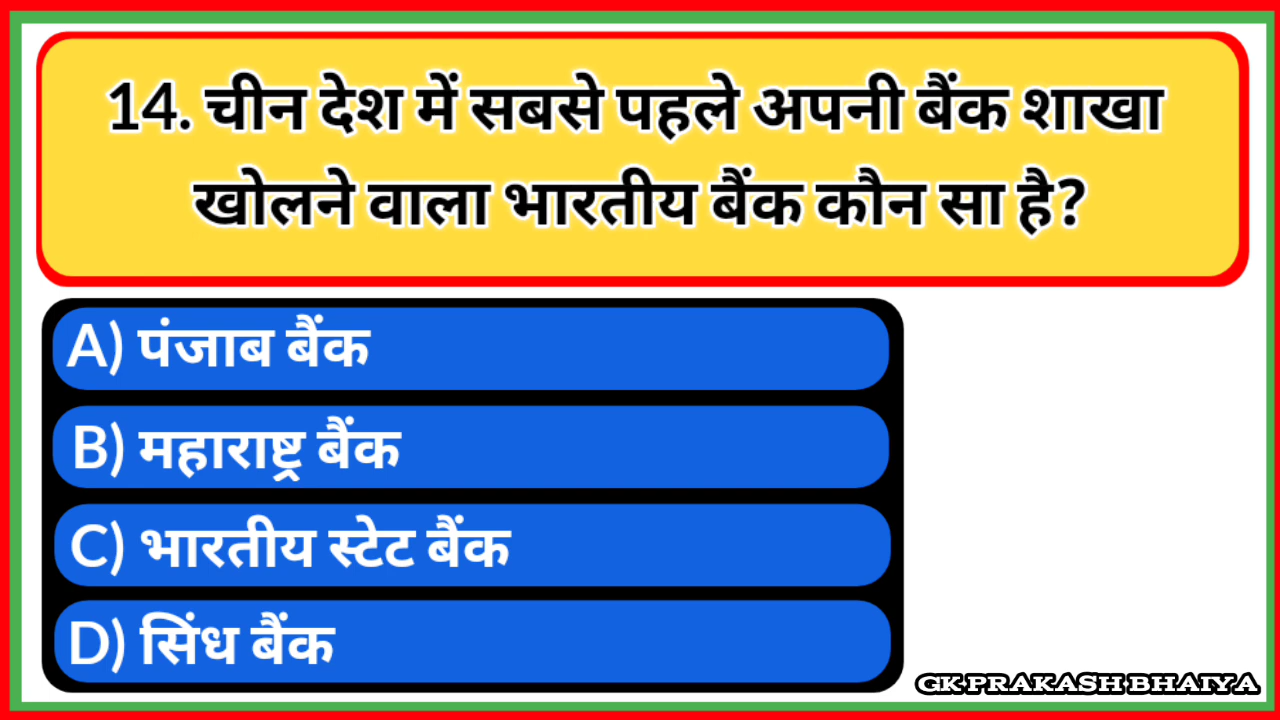 14. चीन देश में सबसे पहले अपनी बैंक शाखा
खोलने वाला भारतीय बैंक कौन सा है?
A) पंजाब बैंक
B) महाराष्ट्र बैंक
C) भारतीय स्टेट बैंक
D) सिंध बैंक
GK PRAKASH BHAIYA